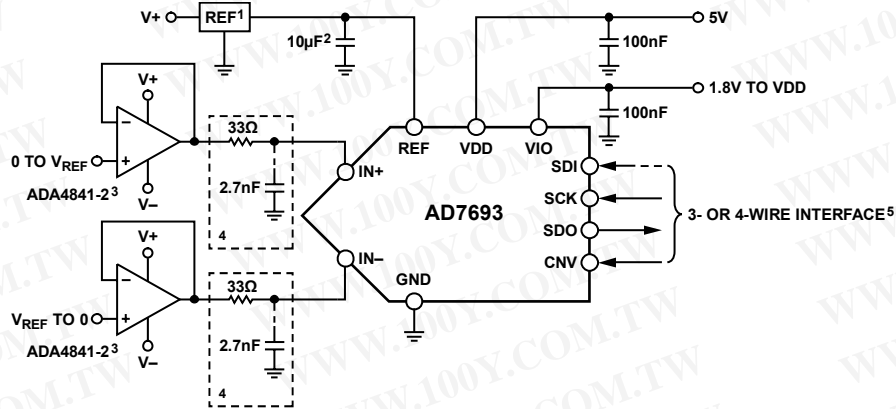 V+
REF1
10µF2
5V
100nF
1.8V TO VDD
100nF
V+
–
+
0 TO VREF
ADA4841-23
V–
33Ω
2.7nF
4
REF
VDD
VIO
IN+
IN–
AD7693
GND
SDI
SCK
SDO
CNV
3- OR 4-WIRE INTERFACE5
V+
–
+
VREF TO 0
ADA4841-23
V–
33Ω
2.7nF
4
WWW.100Y.COM.TW